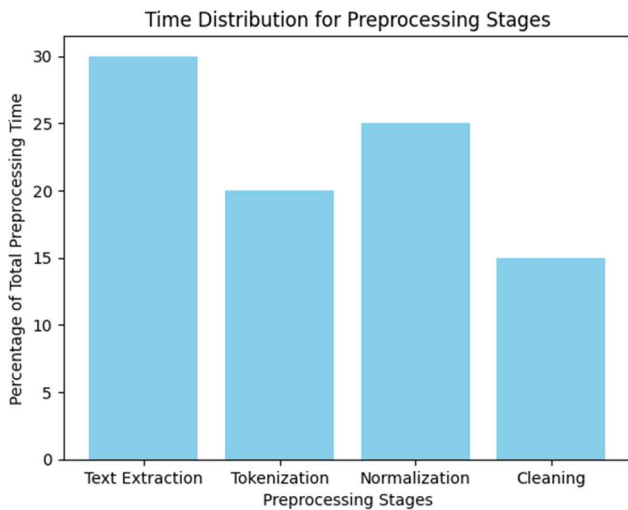 Time Distribution for Preprocessing Stages
Percentage of Total Preprocessing Time
30
25
20
15
10
5
0
Text Extraction Tokenization Normalization Cleaning
Preprocessing Stages